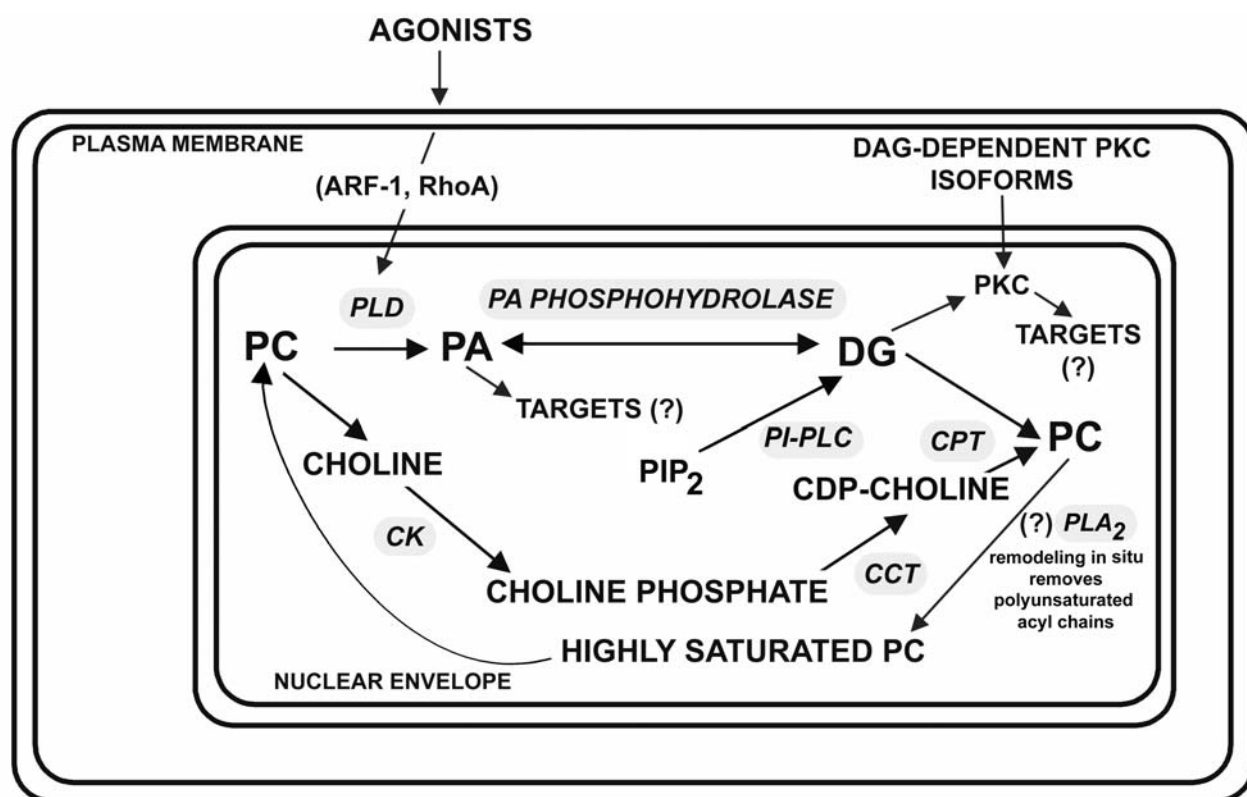 AGONISTS
PLASMA MEMBRANE
DAG-DEPENDENT PKC
ISOFORMS
(ARF-1, RhoA)
PLD
PA PHOSPHOHYDROLASE
PKC
PC
PA
DG
TARGETS
(?)
TARGETS (?)
PI-PLC
CPT
PC
CHOLINE
PIP2
CDP-CHOLINE
CK
(?) PLA2
remodeling in situ
removes
polyunsaturated
acyl chains
CCT
CHOLINE PHOSPHATE
HIGHLY SATURATED PC
NUCLEAR ENVELOPE